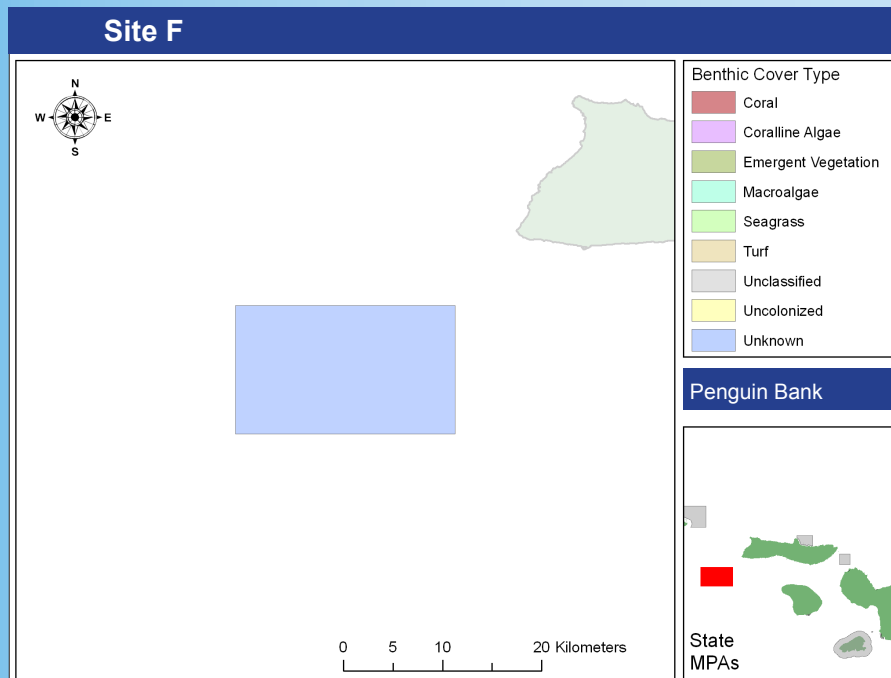 Site F
N
W E
S
0 5 10 20 Kilometers
Benthic Cover Type
Coral
Coralline Algae
Emergent Vegetation
Macroalgae
Seagrass
Turf
Unclassified
Uncolonized
Unknown
Penguin Bank
State
MPAs